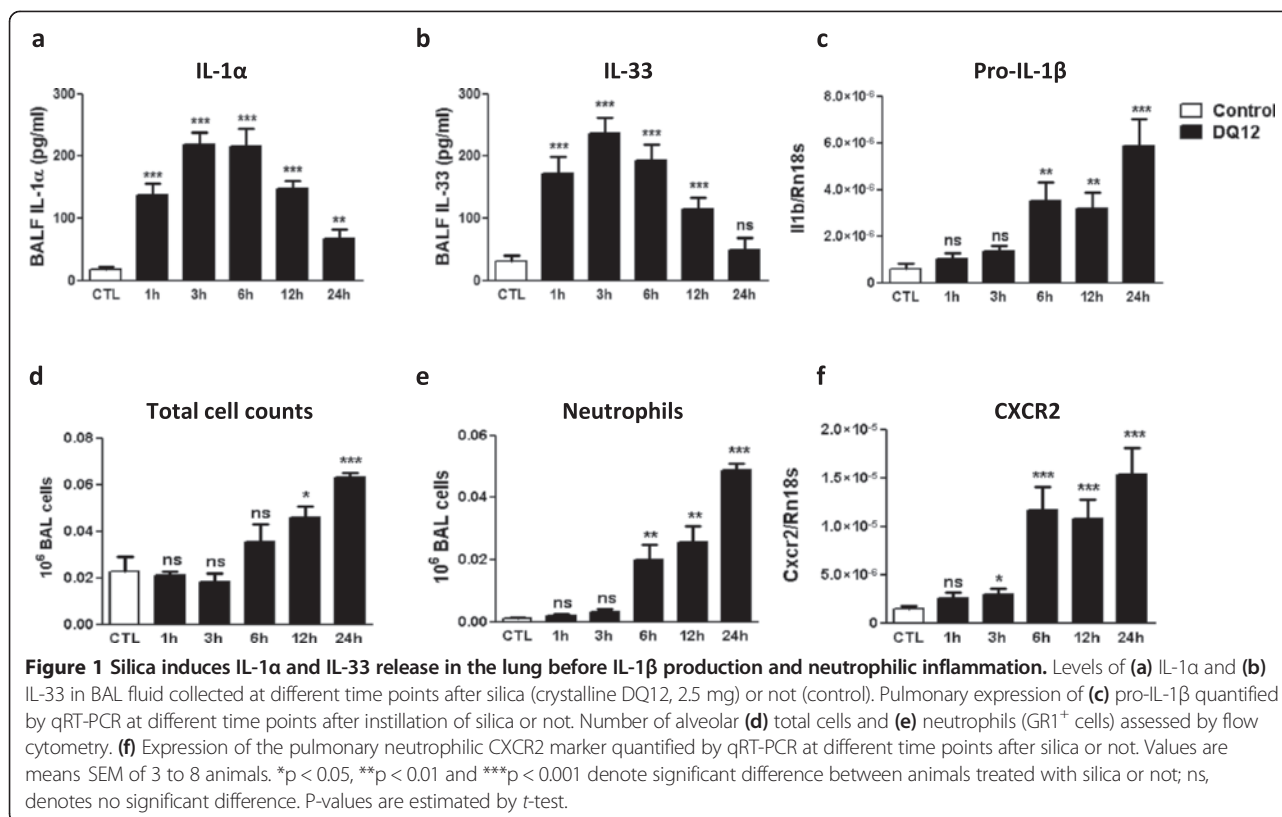 a
IL-1α
BALF IL-1α (pg/ml)
300
200
100
0
***
***
***
***
**
CTL 1h 3h 6h 12h 24h
b
IL-33
BALF IL-33 (pg/ml)
300
200
100
0
***
***
***
***
ns
CTL 1h 3h 6h 12h 24h
c
Pro-IL-1β
Il1b/Rn18s
8.0×10⁻⁶
6.0×10⁻⁶
4.0×10⁻⁶
2.0×10⁻⁶
0
ns
ns
**
**
***
CTL 1h 3h 6h 12h 24h
Control
DQ12
d
Total cell counts
10⁶ BAL cells
0.08
0.06
0.04
0.02
0.00
ns
ns
ns
*
***
CTL 1h 3h 6h 12h 24h
e
Neutrophils
10⁶ BAL cells
0.06
0.04
0.02
0.00
ns
ns
**
**
***
CTL 1h 3h 6h 12h 24h
f
CXCR2
Cxcr2/Rn18s
2.0×10⁻⁵
1.5×10⁻⁵
1.0×10⁻⁵
5.0×10⁻⁶
0
ns
*
***
***
***
CTL 1h 3h 6h 12h 24h
Figure 1 Silica induces IL-1α and IL-33 release in the lung before IL-1β production and neutrophilic inflammation. Levels of (a) IL-1α and (b)
IL-33 in BAL fluid collected at different time points after silica (crystalline DQ12, 2.5 mg) or not (control). Pulmonary expression of (c) pro-IL-1β quantified
by qRT-PCR at different time points after instillation of silica or not. Number of alveolar (d) total cells and (e) neutrophils (GR1⁺ cells) assessed by flow
cytometry. (f) Expression of the pulmonary neutrophilic CXCR2 marker quantified by qRT-PCR at different time points after silica or not. Values are
means SEM of 3 to 8 animals. *p < 0.05, **p < 0.01 and ***p < 0.001 denote significant difference between animals treated with silica or not; ns,
denotes no significant difference. P-values are estimated by t-test.